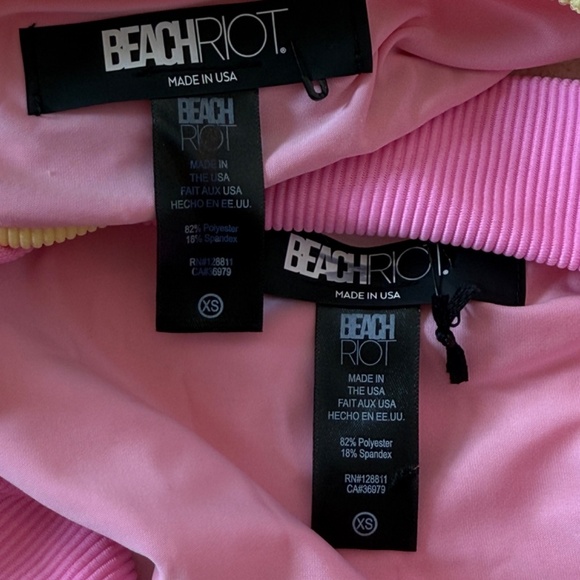 BEACHRIOT®
MADE IN USA
BEACH
RIOT
MADE IN
THE USA
FAIT AUX USA
HECHO EN EE.UU.
82% Polyester
18% Spandex
RN#128811
CA#36979
XS
BEACHRIOT.
MADE IN USA
BEACH
RIOT
MADE IN
THE USA
FAIT AUX USA
HECHO EN EE.UU.
82% Polyester
18% Spandex
RN#128811
CA#36979
XS